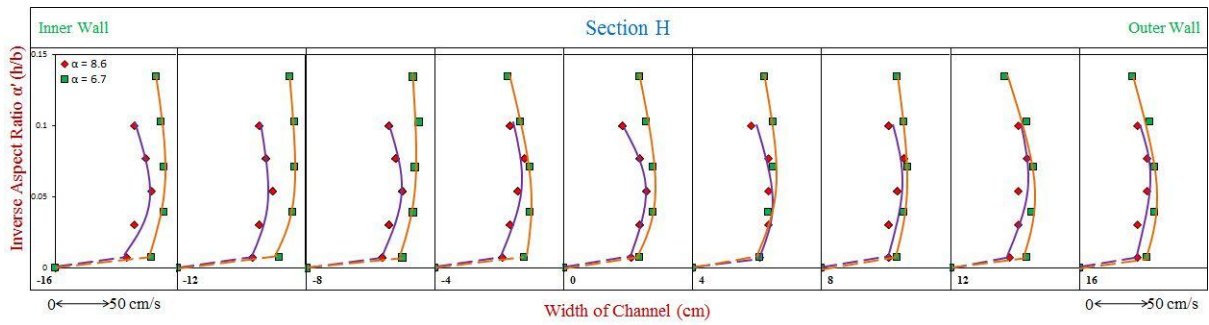 Inner Wall
Section H
Outer Wall
Inverse Aspect Ratio α' (h/b)
0.15
0.1
0.05
0
α = 8.6
α = 6.7
-16 -12 -8 -4 0 4 8 12 16
0 50 cm/s
Width of Channel (cm)
0 50 cm/s